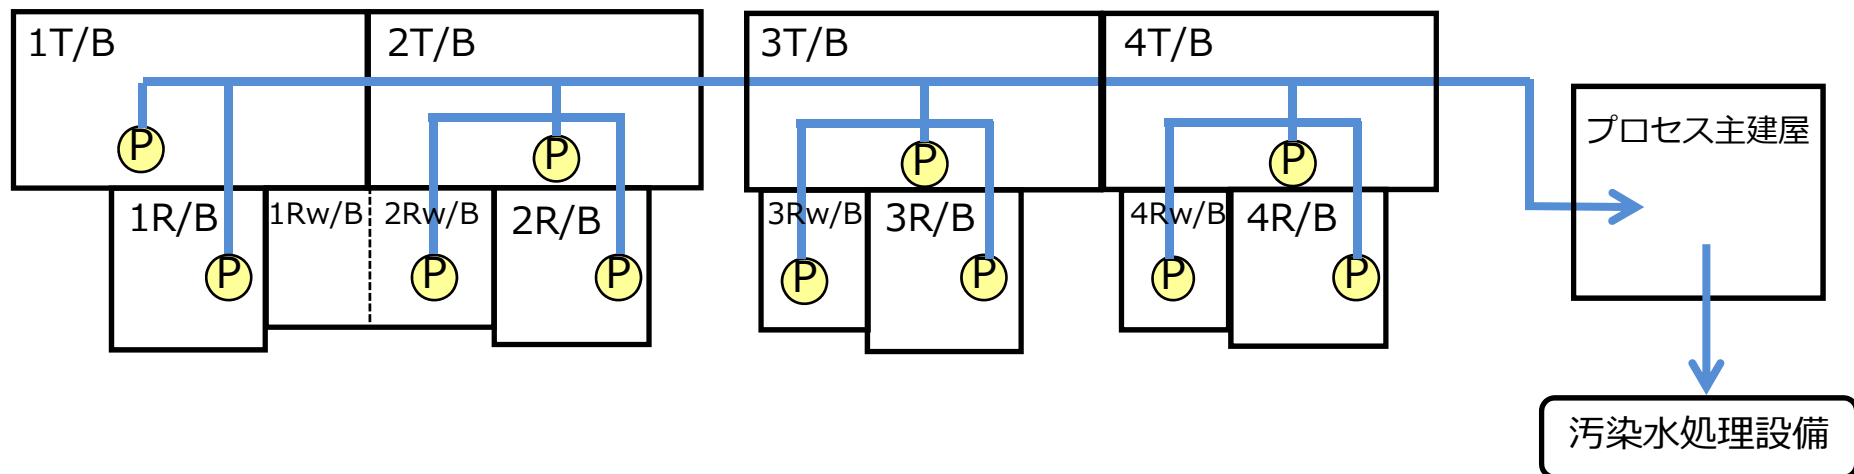 1T/B
2T/B
3T/B
4T/B
プロセス主建屋
P
P
P
P
1R/B
1Rw/B
2Rw/B
2R/B
3Rw/B
3R/B
4Rw/B
4R/B
P
P
P
P
P
P
P
汚染水処理設備